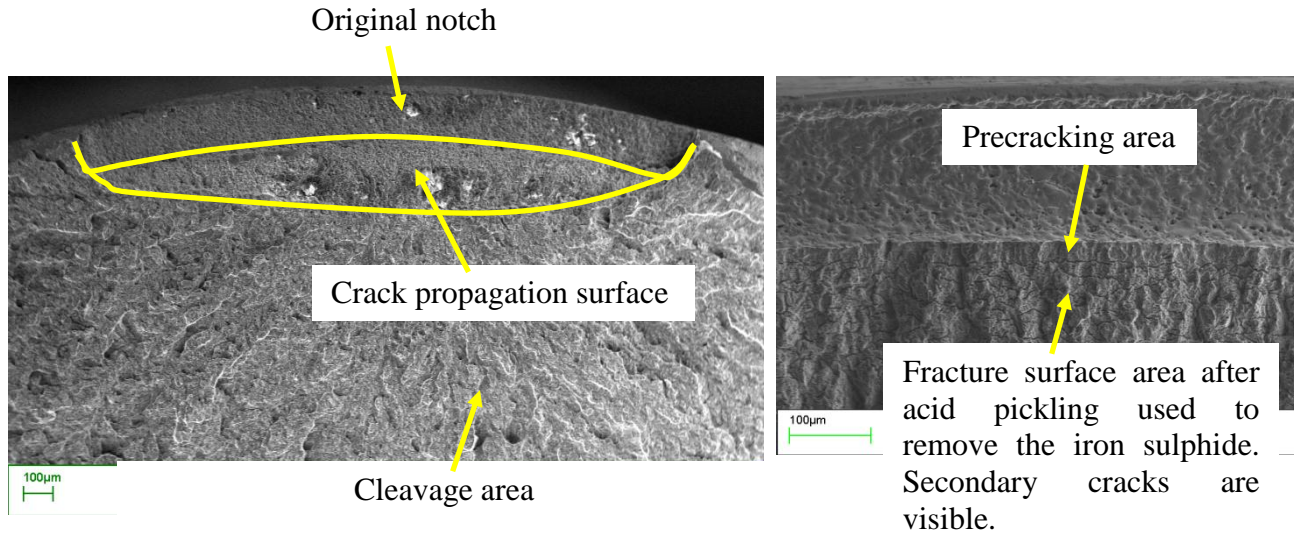 Original notch
Crack propagation surface
Cleavage area
100µm
Precracking area
Fracture surface area after
acid pickling used to
remove the iron sulphide.
Secondary cracks are
visible.
100µm